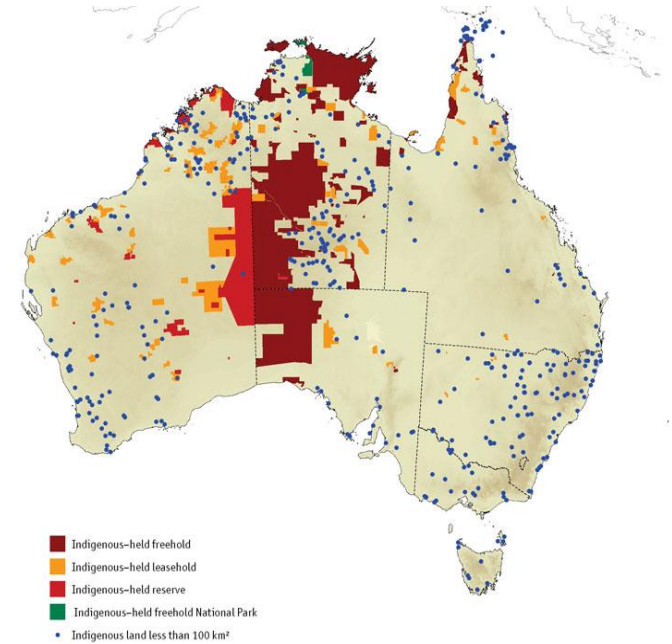 Indigenous-held freehold
Indigenous-held leasehold
Indigenous-held reserve
Indigenous-held freehold National Park
Indigenous land less than 100 km²